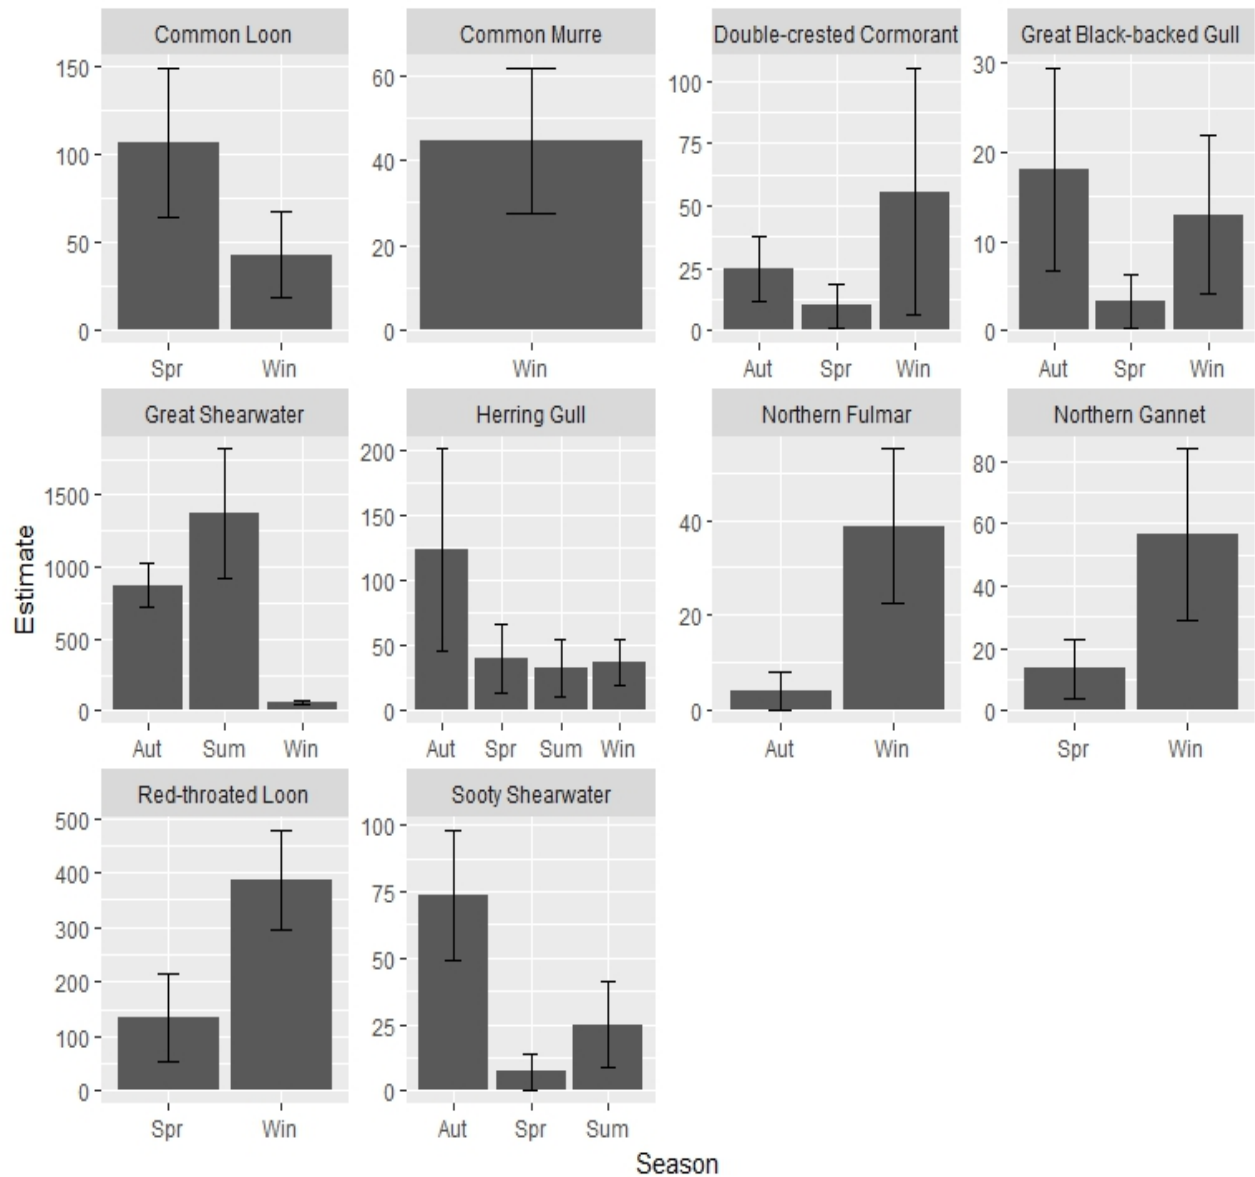 Common Loon
Common Murre
Double-crested Cormorant
Great Black-backed Gull
150
100
50
0
Spr Win
60
40
20
0
Win
100
75
50
25
0
Aut Spr Win
30
20
10
0
Aut Spr Win
Great Shearwater
Herring Gull
Northern Fulmar
Northern Gannet
Estimate
1500
1000
500
0
Aut Sum Win
200
150
100
50
0
Aut Spr Sum Win
40
20
0
Aut Win
80
60
40
20
0
Spr Win
Red-throated Loon
Sooty Shearwater
500
400
300
200
100
0
Spr Win
100
75
50
25
0
Aut Spr Sum
Season